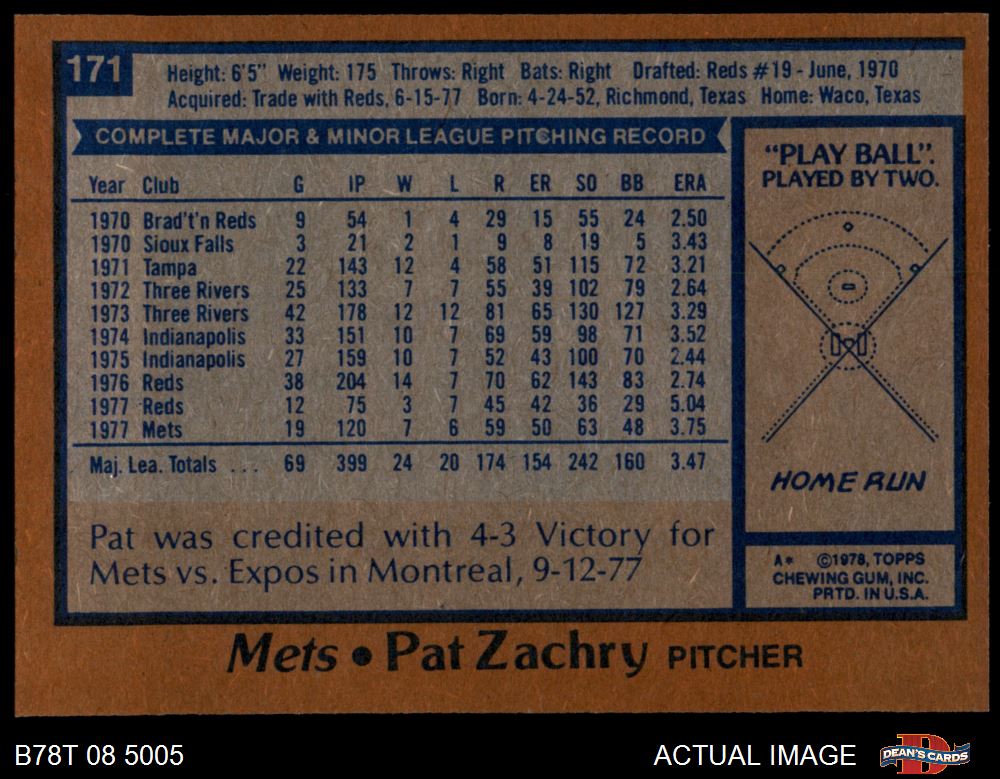 171
Height: 6'5" Weight: 175 Throws: Right Bats: Right Drafted: Reds #19 - June, 1970
Acquired: Trade with Reds, 6-15-77 Born: 4-24-52, Richmond, Texas Home: Waco, Texas
COMPLETE MAJOR & MINOR LEAGUE PITCHING RECORD
Year Club G IP W L R ER SO BB ERA
1970 Brad't'n Reds 9 54 1 4 29 15 55 24 2.50
1970 Sioux Falls 3 21 2 1 9 8 19 5 3.43
1971 Tampa 22 143 12 4 58 51 115 72 3.21
1972 Three Rivers 25 133 7 7 55 39 102 79 2.64
1973 Three Rivers 42 178 12 12 81 65 130 127 3.29
1974 Indianapolis 33 151 10 7 69 59 98 71 3.52
1975 Indianapolis 27 159 10 7 52 43 100 70 2.44
1976 Reds 38 204 14 7 70 62 143 83 2.74
1977 Reds 12 75 3 7 45 42 36 29 5.04
1977 Mets 19 120 7 6 59 50 63 48 3.75
Maj. Lea. Totals ... 69 399 24 20 174 154 242 160 3.47
Pat was credited with 4-3 Victory for
Mets vs. Expos in Montreal, 9-12-77
"PLAY BALL".
PLAYED BY TWO.
HOME RUN
A* ©1978, TOPPS
CHEWING GUM, INC.
PRTD. IN U.S.A.
Mets • Pat Zachry PITCHER
B78T 08 5005
ACTUAL IMAGE
D
DEAN'S CARDS